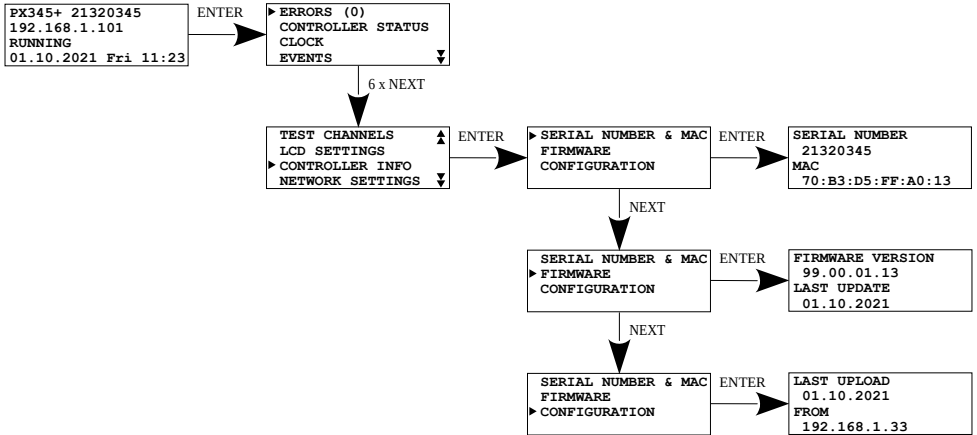 PX345+ 21320345
192.168.1.101
RUNNING
01.10.2021 Fri 11:23
ENTER
ERRORS (0)
CONTROLLER STATUS
CLOCK
EVENTS
6 x NEXT
TEST CHANNELS
LCD SETTINGS
CONTROLLER INFO
NETWORK SETTINGS
ENTER
SERIAL NUMBER & MAC
FIRMWARE
CONFIGURATION
ENTER
SERIAL NUMBER
21320345
MAC
70:B3:D5:FF:A0:13
NEXT
SERIAL NUMBER & MAC
FIRMWARE
CONFIGURATION
ENTER
FIRMWARE VERSION
99.00.01.13
LAST UPDATE
01.10.2021
NEXT
SERIAL NUMBER & MAC
FIRMWARE
CONFIGURATION
ENTER
LAST UPLOAD
01.10.2021
FROM
192.168.1.33